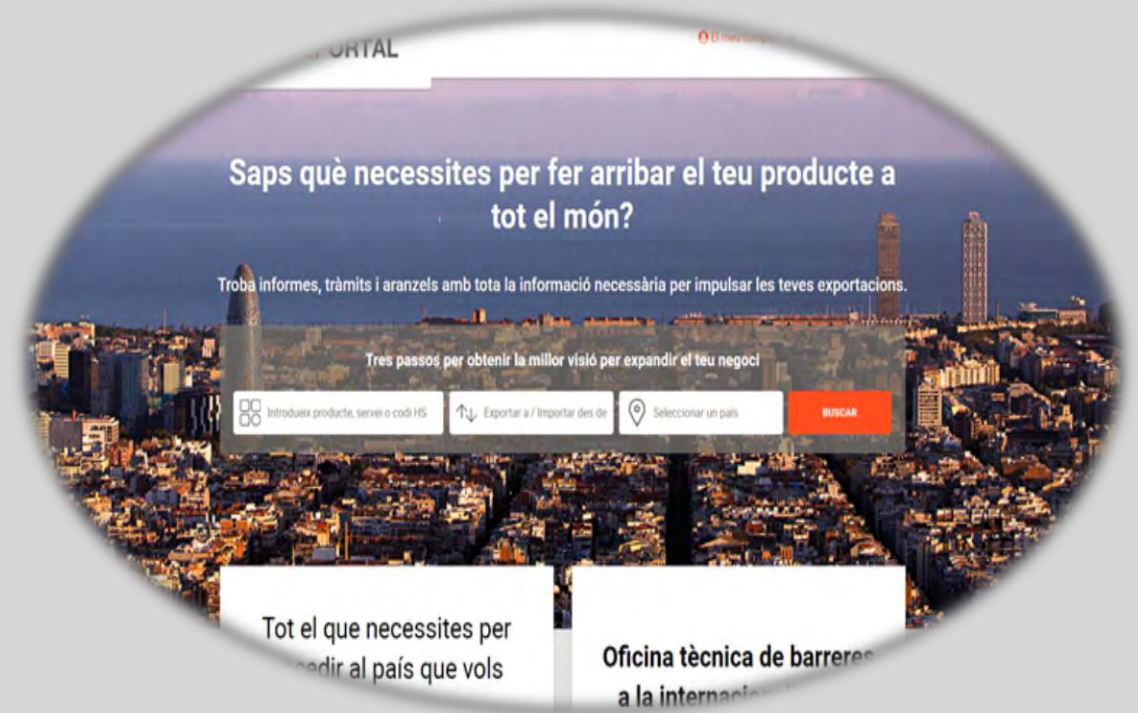 El meu
Saps què necessites per fer arribar el teu producte a
tot el món?
Troba informes, tràmits i aranzels amb tota la informació necessària per impulsar les teves exportacions.
Tres passos per obtenir la millor visió per expandir el teu negoci
Introdueix producte, servei o codi HS
Exportar a / Importar des de
Seleccionar un país
BUSCAR
Tot el que necessites per
al país que vols
Oficina tècnica de barreres
a la